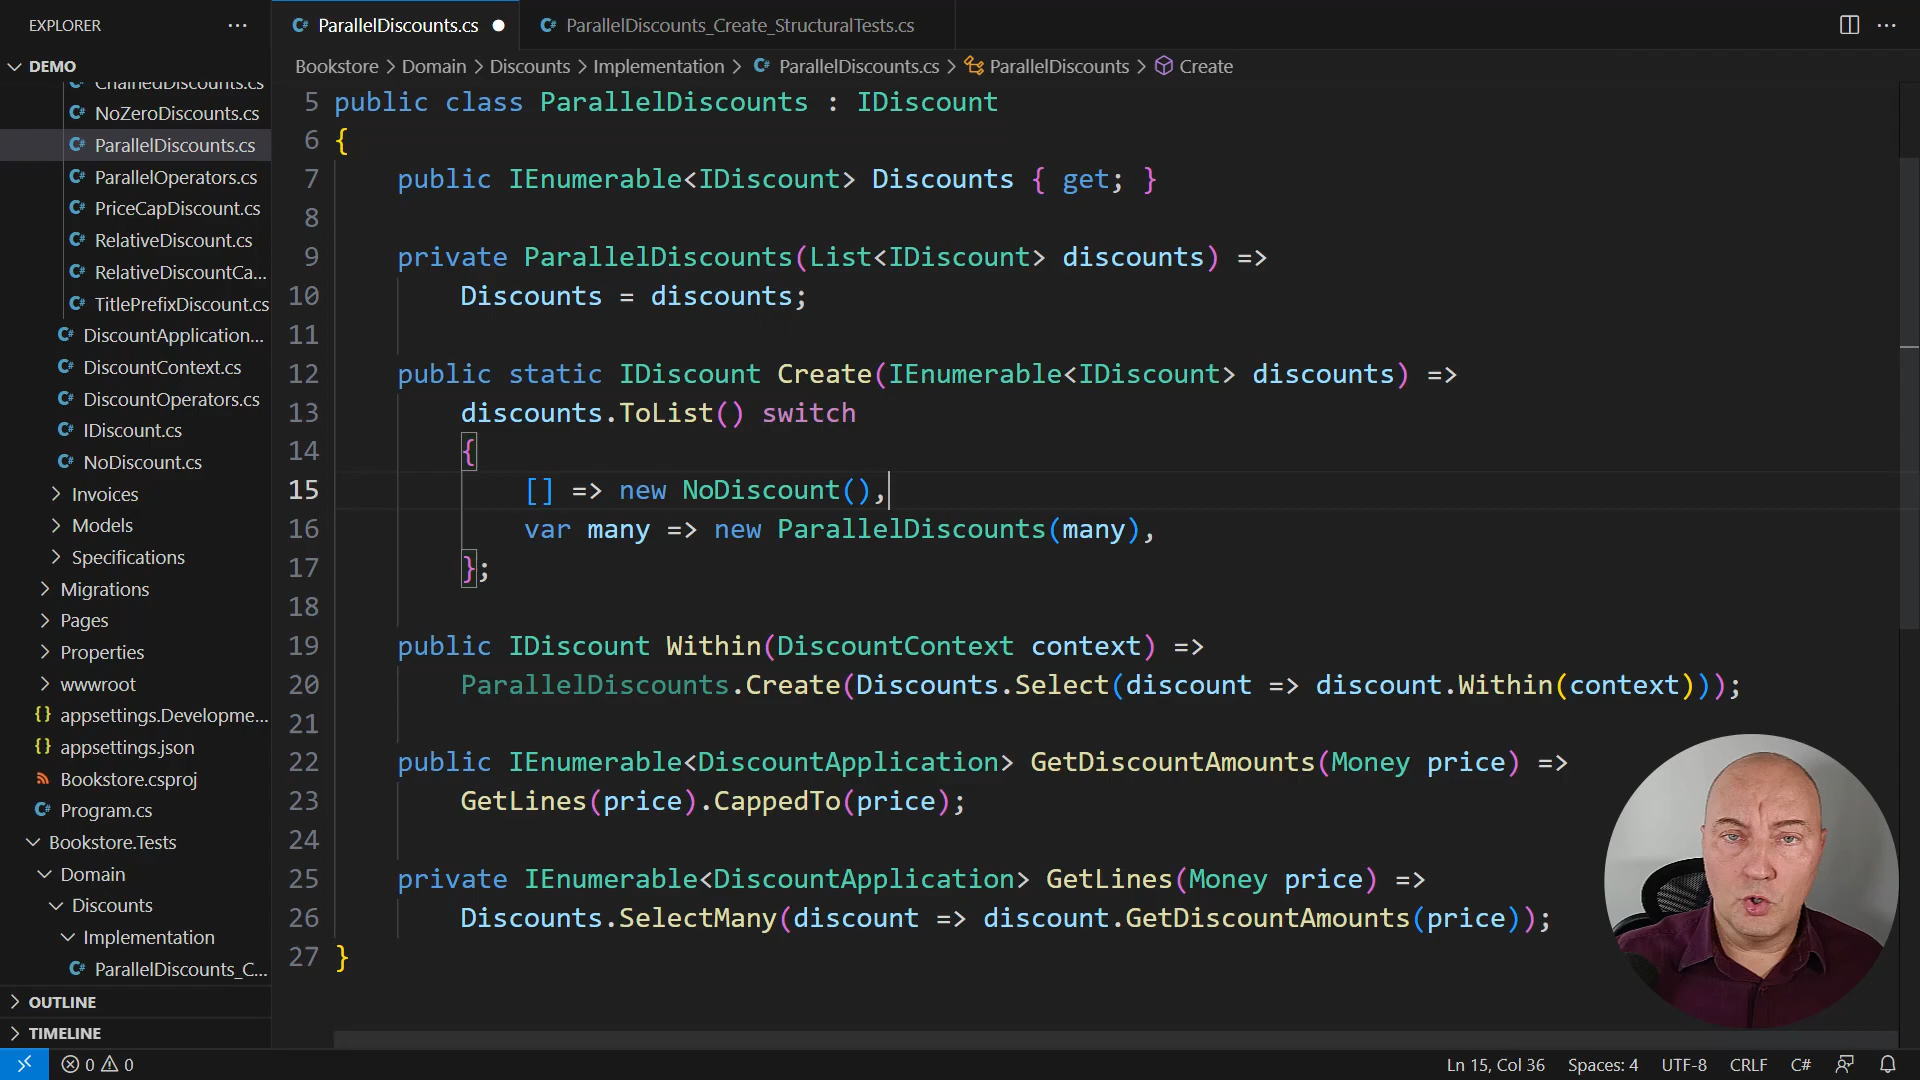 EXPLORER
DEMO
ChainedDiscounts.cs
NoZeroDiscounts.cs
ParallelDiscounts.cs
ParallelOperators.cs
PriceCapDiscount.cs
RelativeDiscount.cs
RelativeDiscountCa...
TitlePrefixDiscount.cs
DiscountApplication...
DiscountContext.cs
DiscountOperators.cs
IDiscount.cs
NoDiscount.cs
Invoices
Models
Specifications
Migrations
Pages
Properties
wwwroot
appsettings.Developme...
appsettings.json
Bookstore.csproj
Program.cs
Bookstore.Tests
Domain
Discounts
Implementation
ParallelDiscounts_C...
OUTLINE
TIMELINE
ParallelDiscounts.cs
ParallelDiscounts_Create_StructuralTests.cs
Bookstore > Domain > Discounts > Implementation > ParallelDiscounts.cs > ParallelDiscounts > Create
5 public class ParallelDiscounts : IDiscount
6 {
7 public IEnumerable<IDiscount> Discounts { get; }
8
9 private ParallelDiscounts(List<IDiscount> discounts) =>
10 Discounts = discounts;
11
12 public static IDiscount Create(IEnumerable<IDiscount> discounts) =>
13 discounts.ToList() switch
14 {
15 [] => new NoDiscount(),
16 var many => new ParallelDiscounts(many),
17 };
18
19 public IDiscount Within(DiscountContext context) =>
20 ParallelDiscounts.Create(Discounts.Select(discount => discount.Within(context)));
21
22 public IEnumerable<DiscountApplication> GetDiscountAmounts(Money price) =>
23 GetLines(price).CappedTo(price);
24
25 private IEnumerable<DiscountApplication> GetLines(Money price) =>
26 Discounts.SelectMany(discount => discount.GetDiscountAmounts(price));
27 }
0 0
Ln 15, Col 36
Spaces: 4
UTF-8
CRLF
C#